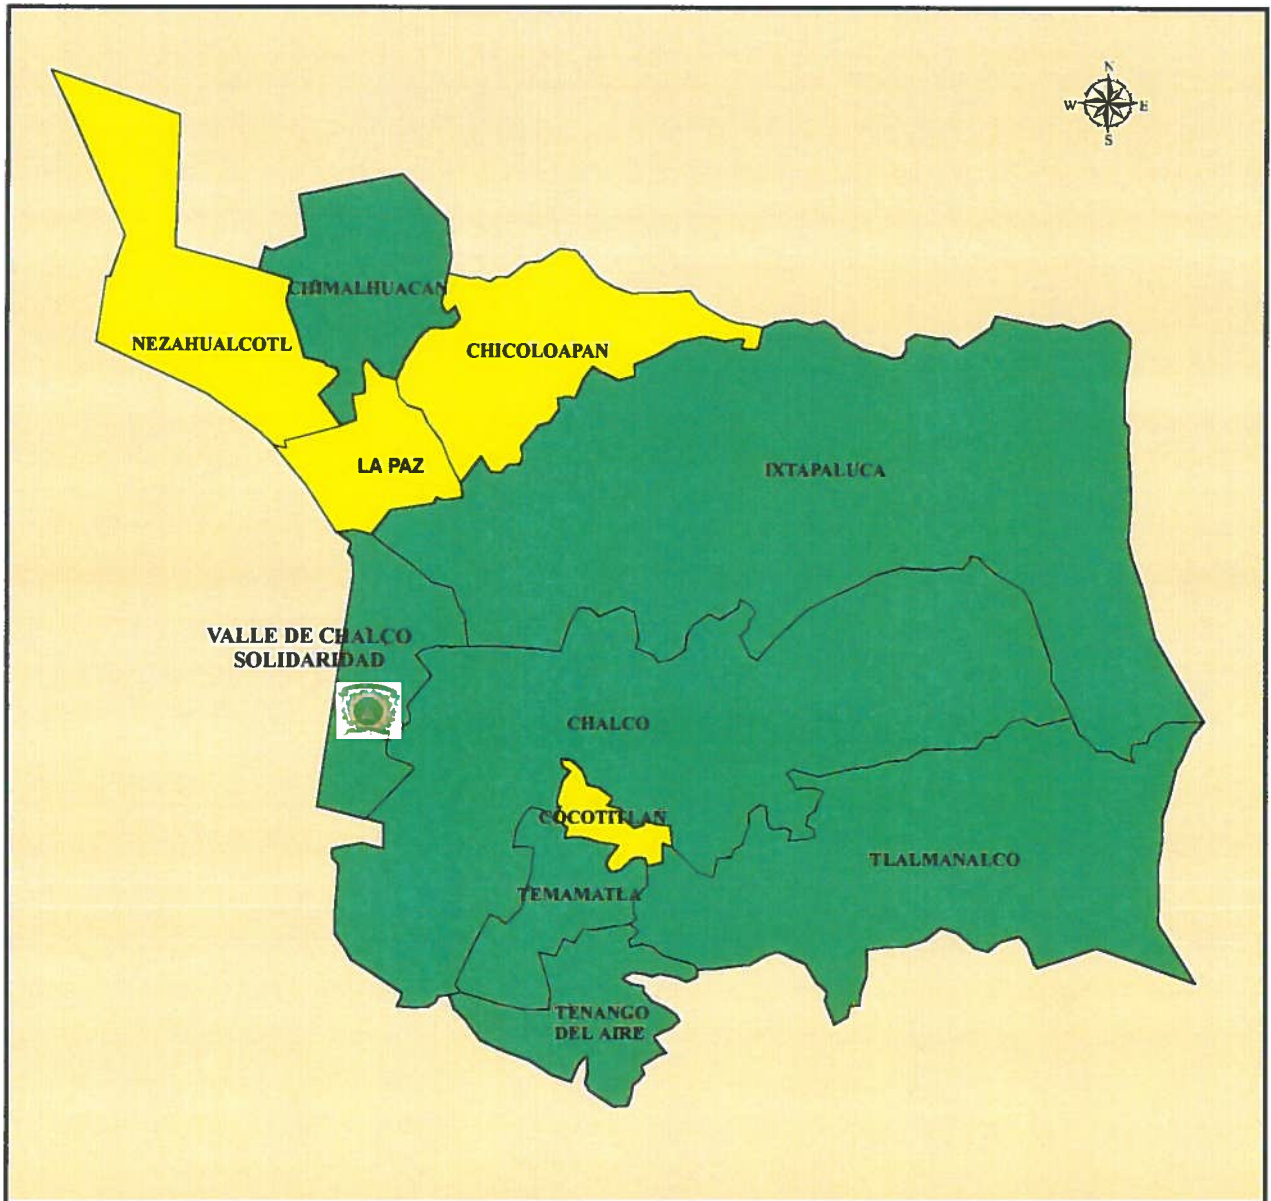 N
W E
S
CHIMALHUACAN
NEZAHUALCOTL
CHICOLOAPAN
LA PAZ
IXTAPALUCA
VALLE DE CHALCO
SOLIDARIDAD
CHALCO
COCOTITLAN
TLALMANALCO
TEMAMATLA
TENANGO
DEL AIRE